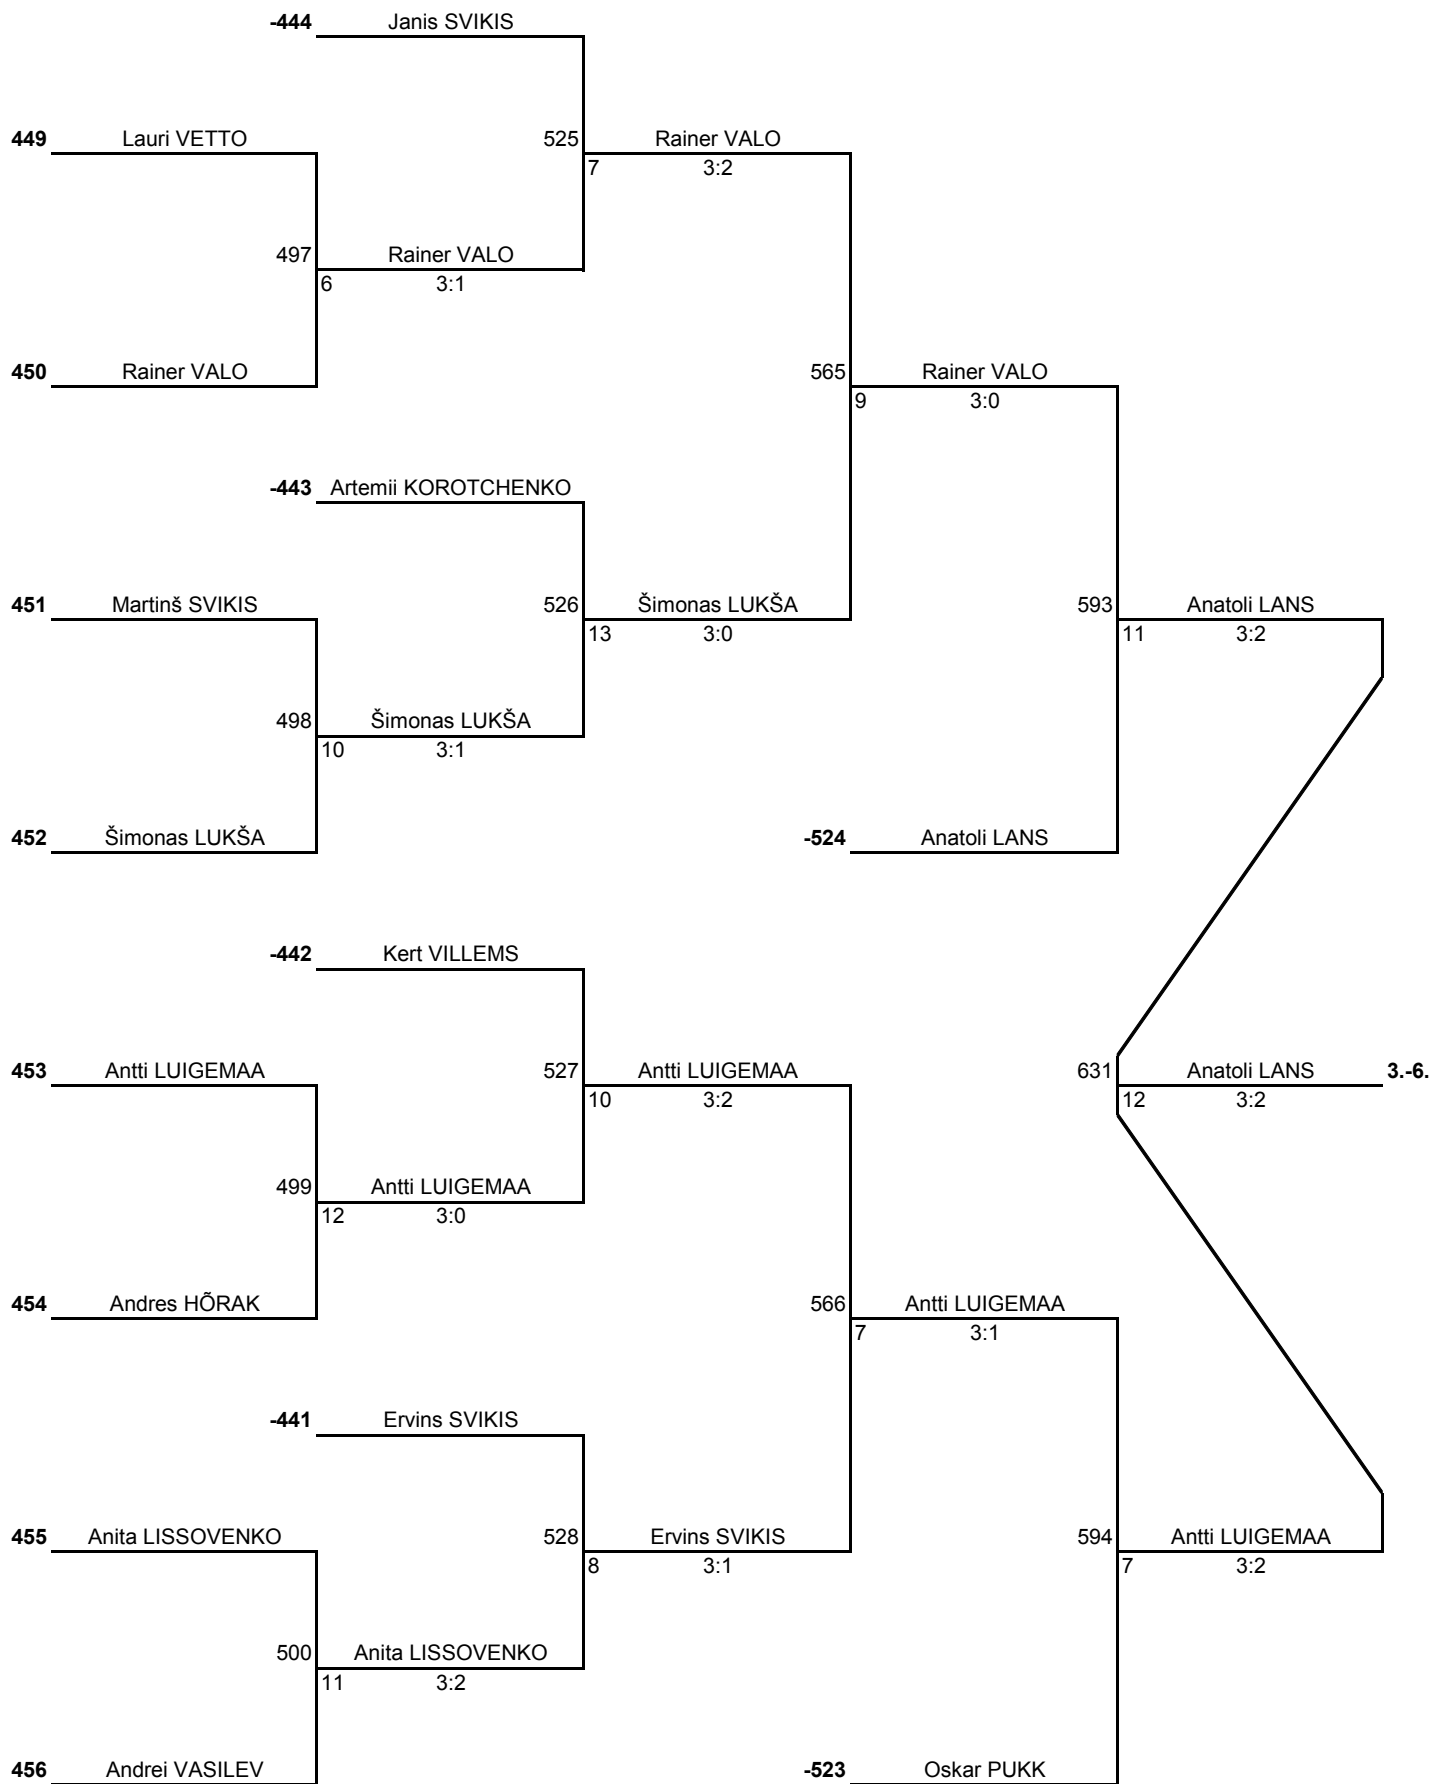 -444 Janis SVIKIS
449 Lauri VETTO 525 Rainer VALO
7 3:2
497 Rainer VALO
6 3:1
450 Rainer VALO 565 Rainer VALO
9 3:0
-443 Artemii KOROTCHENKO
451 Martinš SVIKIS 526 Šimonas LUKŠA 593 Anatoli LANS
13 3:0 11 3:2
498 Šimonas LUKŠA
10 3:1
452 Šimonas LUKŠA -524 Anatoli LANS
-442 Kert VILLEMS
453 Antti LUIGEMAA 527 Antti LUIGEMAA 631 Anatoli LANS 3.-6.
10 3:2 12 3:2
499 Antti LUIGEMAA
12 3:0
454 Andres HÕRAK 566 Antti LUIGEMAA
7 3:1
-441 Ervins SVIKIS
455 Anita LISSOVENKO 528 Ervins SVIKIS 594 Antti LUIGEMAA
8 3:1 7 3:2
500 Anita LISSOVENKO
11 3:2
456 Andrei VASILEV -523 Oskar PUKK